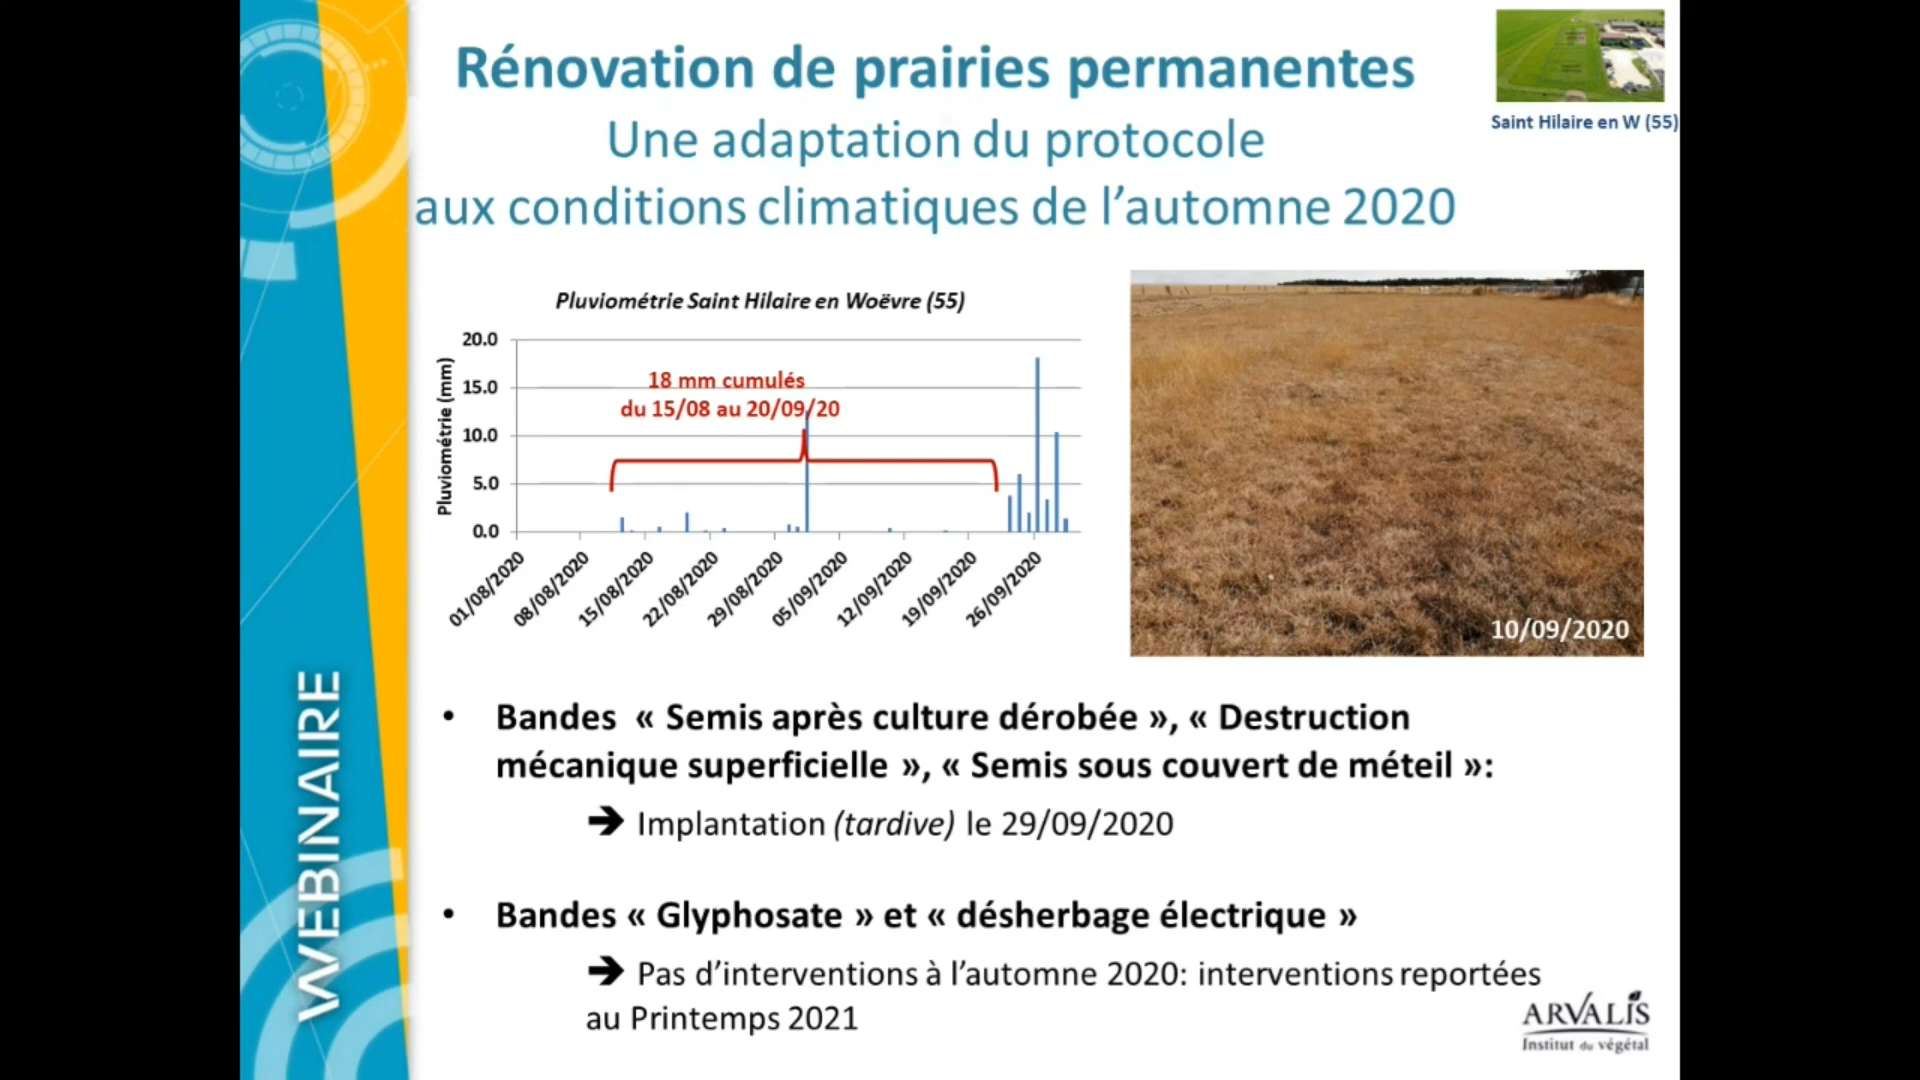 Rénovation de prairies permanentes
Une adaptation du protocole
aux conditions climatiques de l’automne 2020
Saint Hilaire en W (55)
Pluviométrie Saint Hilaire en Woëvre (55)
Pluviométrie (mm)
20.0
15.0
10.0
5.0
0.0
18 mm cumulés
du 15/08 au 20/09/20
01/08/2020
08/08/2020
15/08/2020
22/08/2020
29/08/2020
05/09/2020
12/09/2020
19/09/2020
26/09/2020
10/09/2020
• Bandes « Semis après culture dérobée », « Destruction
mécanique superficielle », « Semis sous couvert de méteil »:
➔ Implantation (tardive) le 29/09/2020
• Bandes « Glyphosate » et « désherbage électrique »
➔ Pas d’interventions à l’automne 2020: interventions reportées
au Printemps 2021
WEBINAIRE
ARVALIS
Institut du végétal